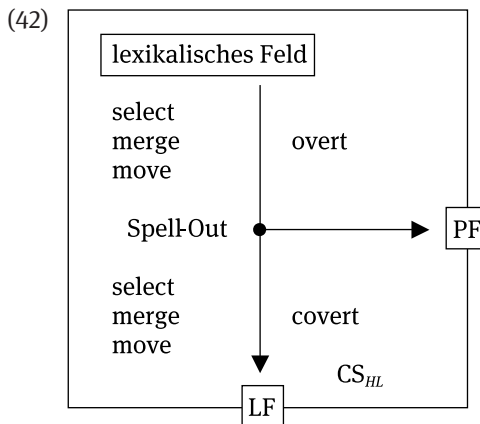 (42)
lexikalisches Feld
select
merge overt
move
Spell-Out PF
select
merge covert
move
CS_HL
LF